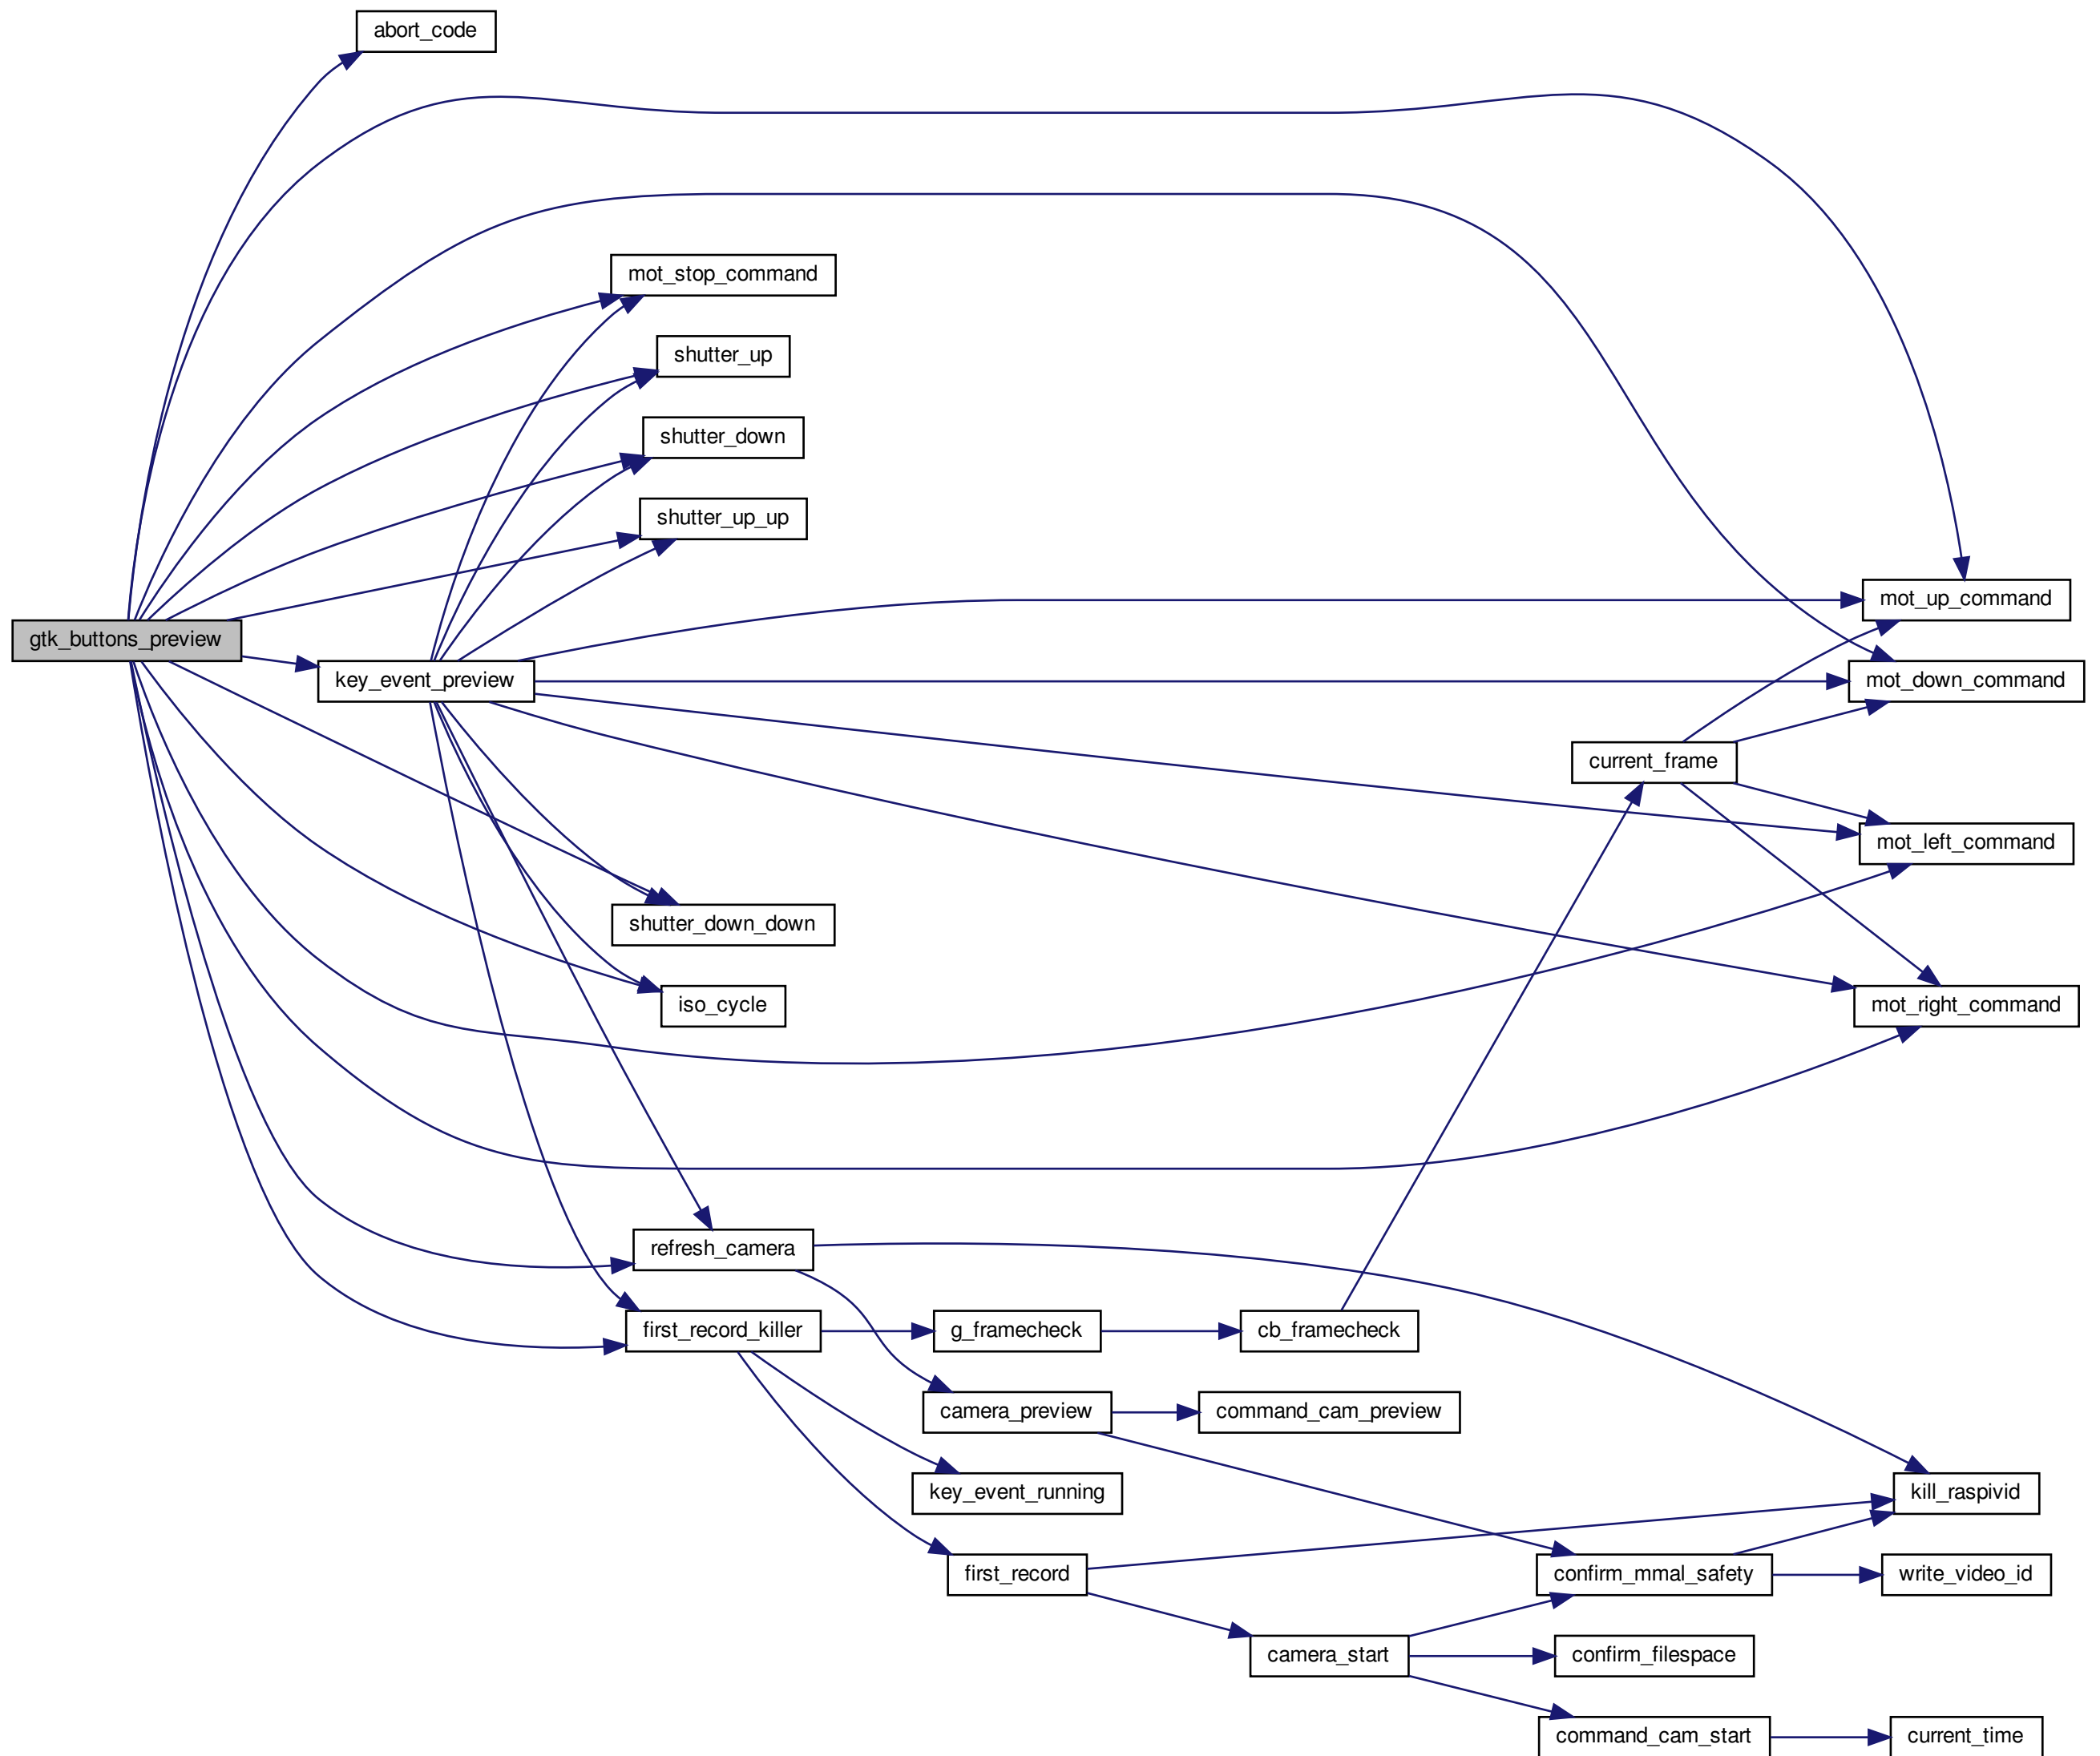 abort_code
mot_stop_command
shutter_up
shutter_down
shutter_up_up
mot_up_command
gtk_buttons_preview
key_event_preview
mot_down_command
current_frame
mot_left_command
shutter_down_down
iso_cycle
mot_right_command
refresh_camera
first_record_killer
g_framecheck
cb_framecheck
camera_preview
command_cam_preview
key_event_running
kill_raspivid
first_record
confirm_mmal_safety
write_video_id
camera_start
confirm_filespace
command_cam_start
current_time